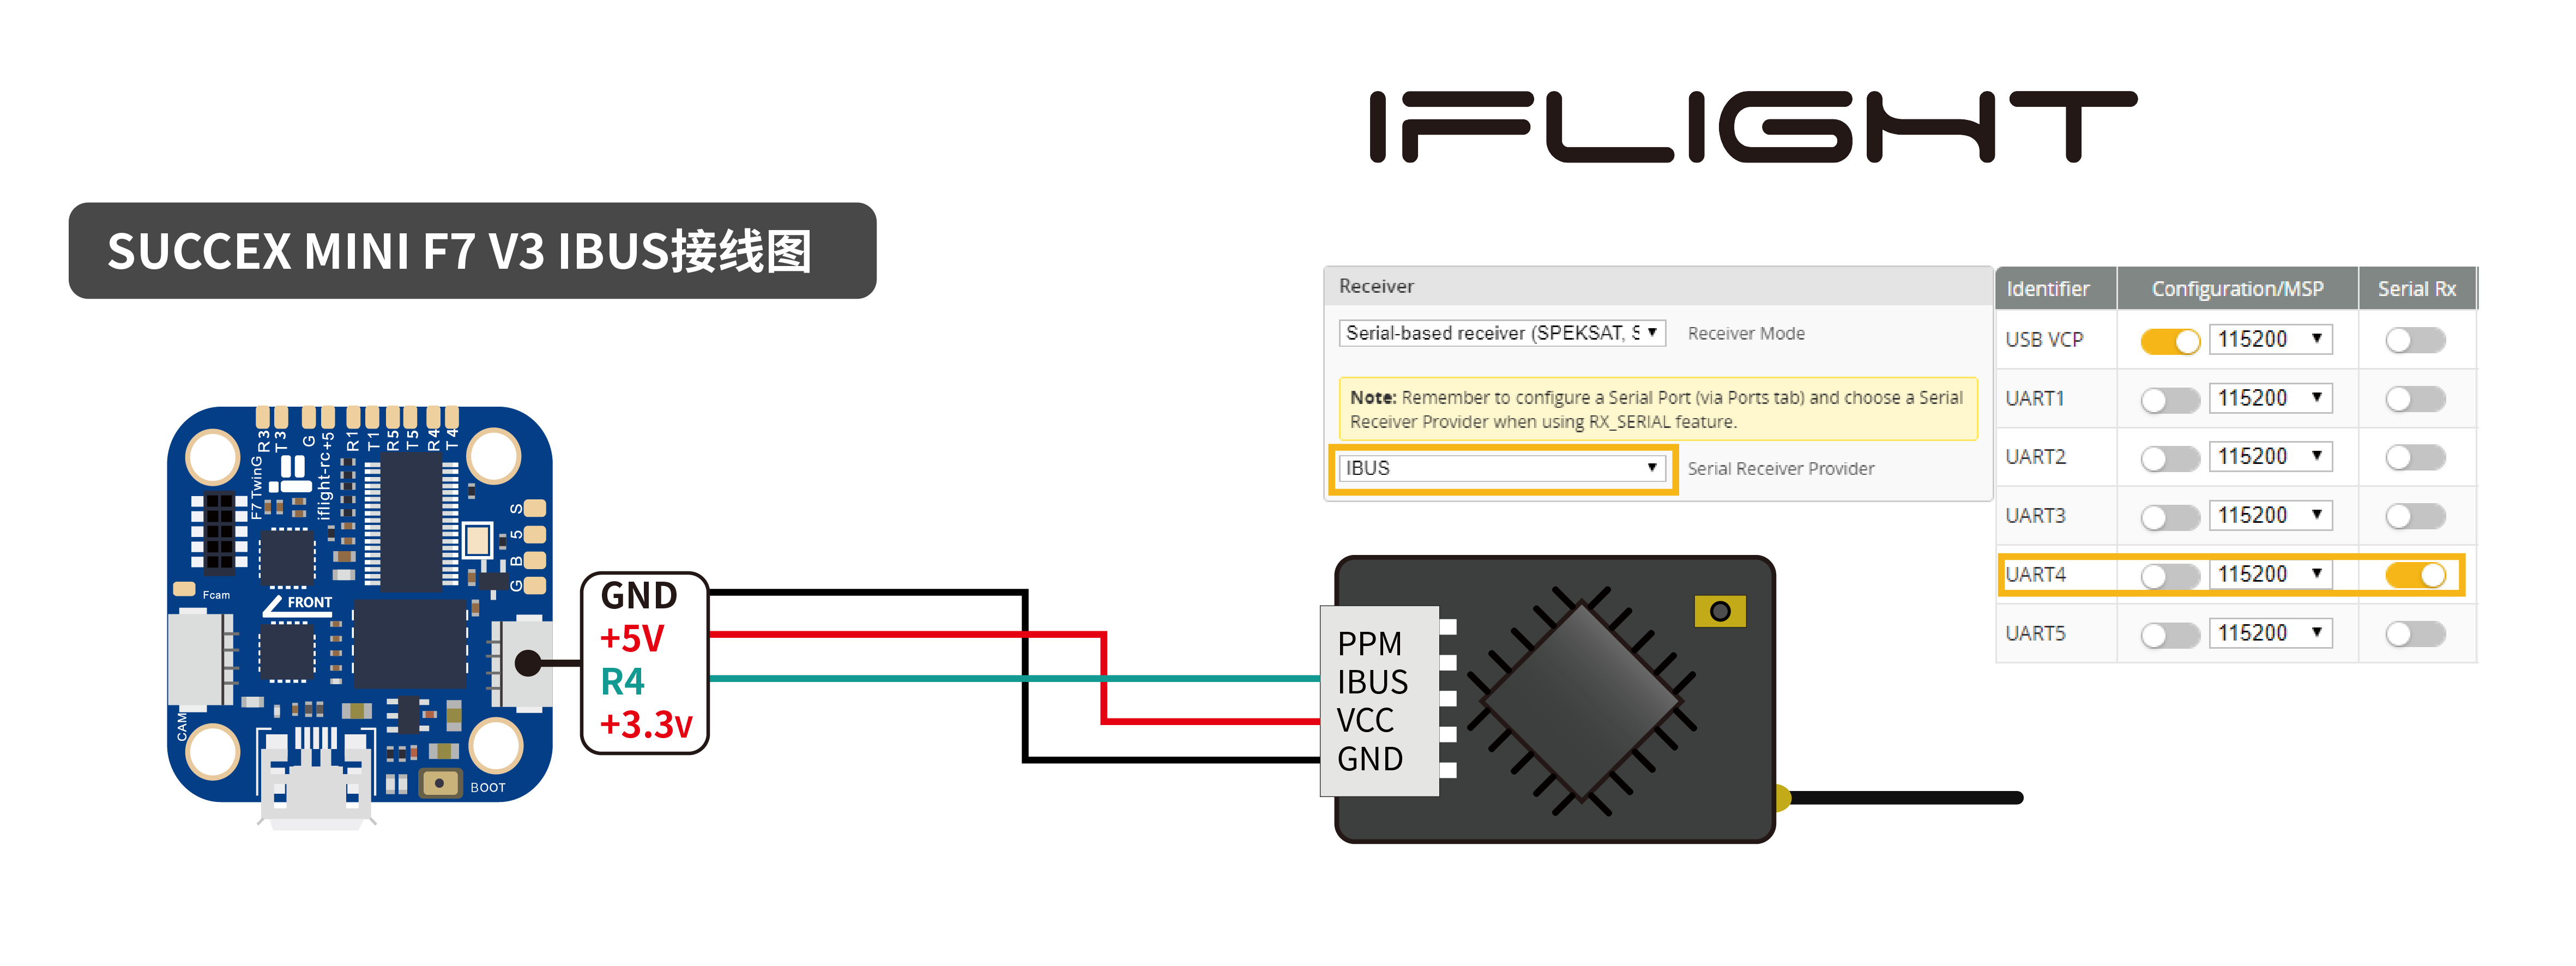 IFLIGHT
SUCCEX MINI F7 V3 IBUS接线图
Receiver
Serial-based receiver (SPEKSAT, S
Receiver Mode
Note: Remember to configure a Serial Port (via Ports tab) and choose a Serial
Receiver Provider when using RX_SERIAL feature.
IBUS
Serial Receiver Provider
Identifier Configuration/MSP Serial Rx
USB VCP 115200
UART1 115200
UART2 115200
UART3 115200
UART4 115200
UART5 115200
R3 T3 G +5 R1 T1 R5 T5 R4 T4
F7 TwinG
iflight-rc
S
5
B
G
Fcam
FRONT
CAM
BOOT
GND
+5V
R4
+3.3V
PPM
IBUS
VCC
GND